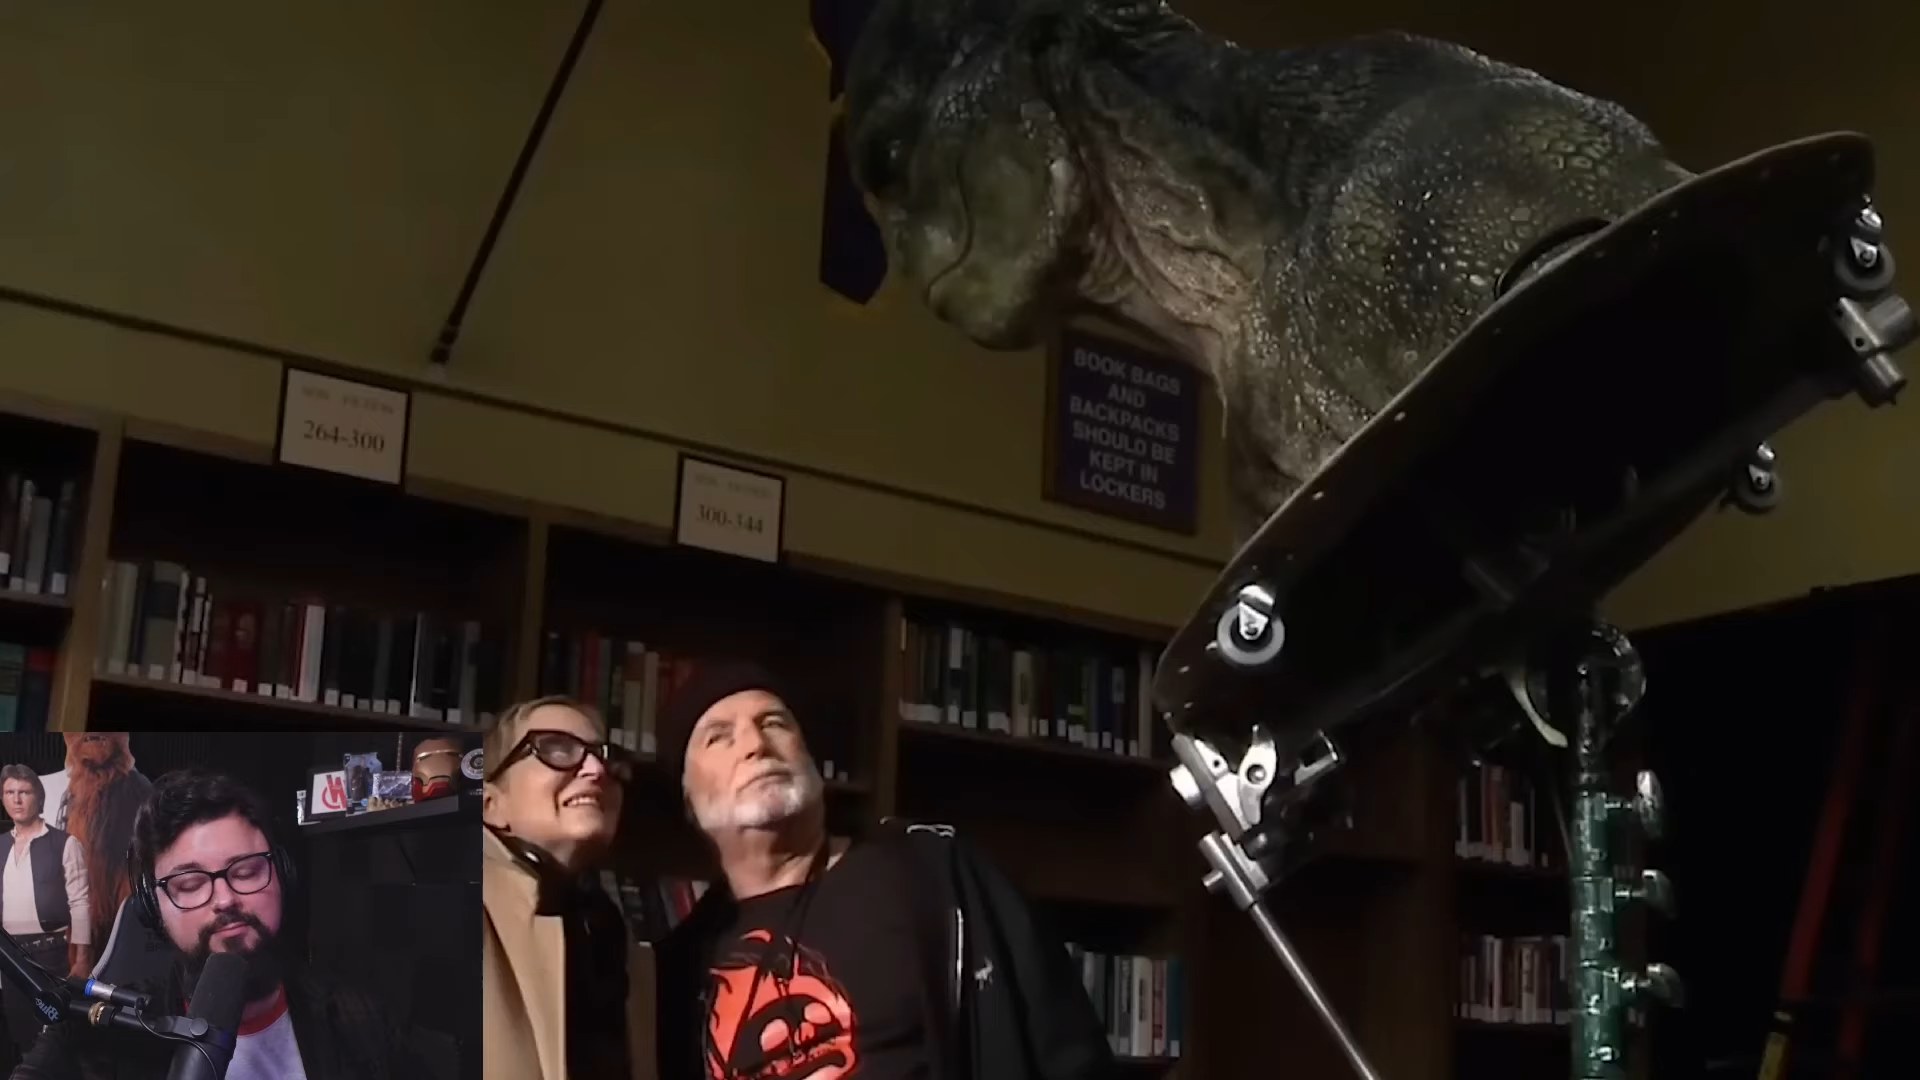 264-300
300-344
BOOK BAGS
AND
BACKPACKS
SHOULD BE
KEPT IN
LOCKERS